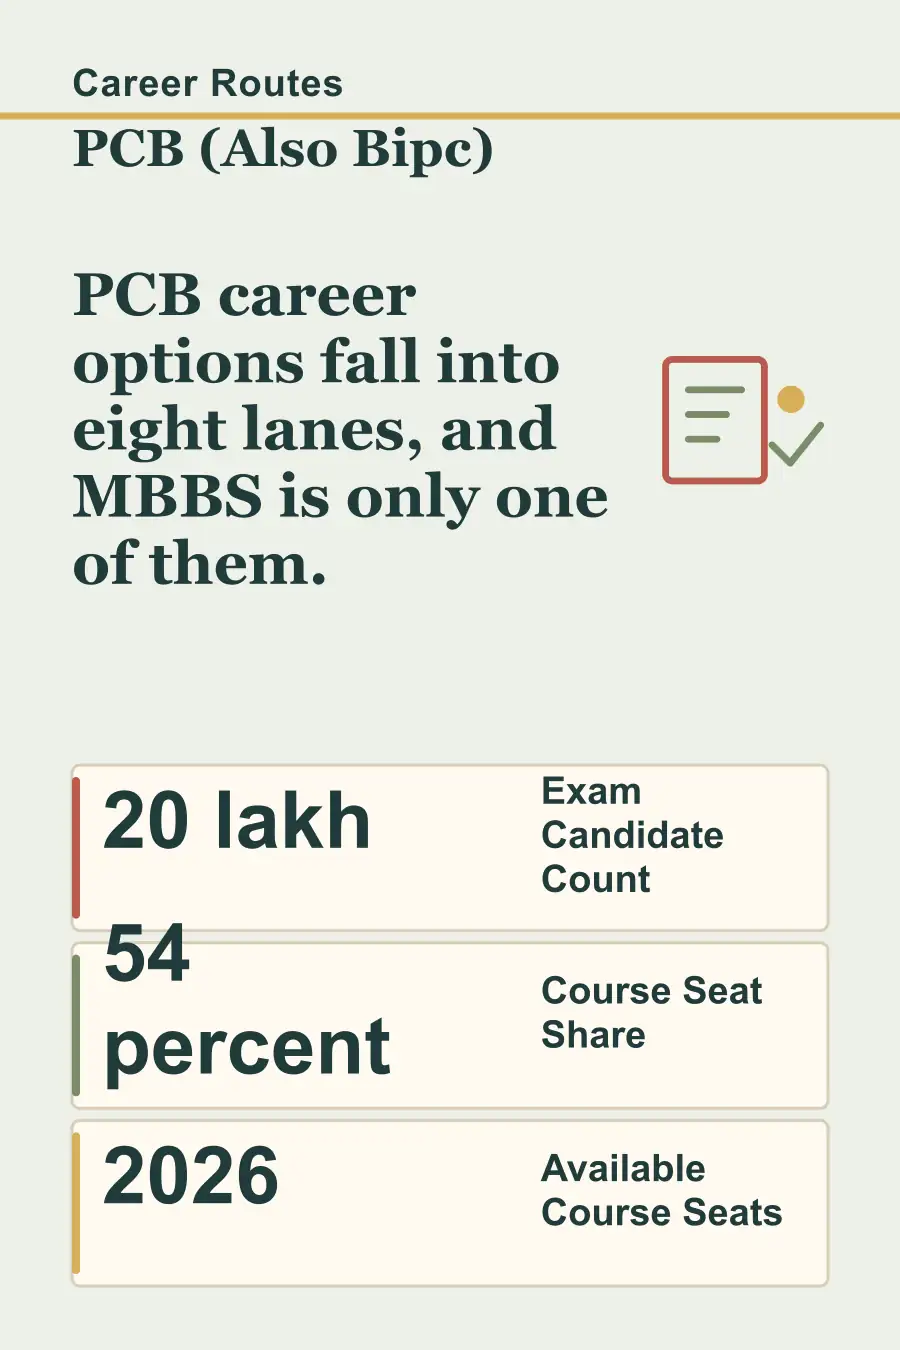 Career Routes
PCB (Also Bipc)
PCB career
options fall into
eight lanes, and
MBBS is only one
of them.
20 lakh
Exam
Candidate
Count
54
percent
Course Seat
Share
2026
Available
Course Seats